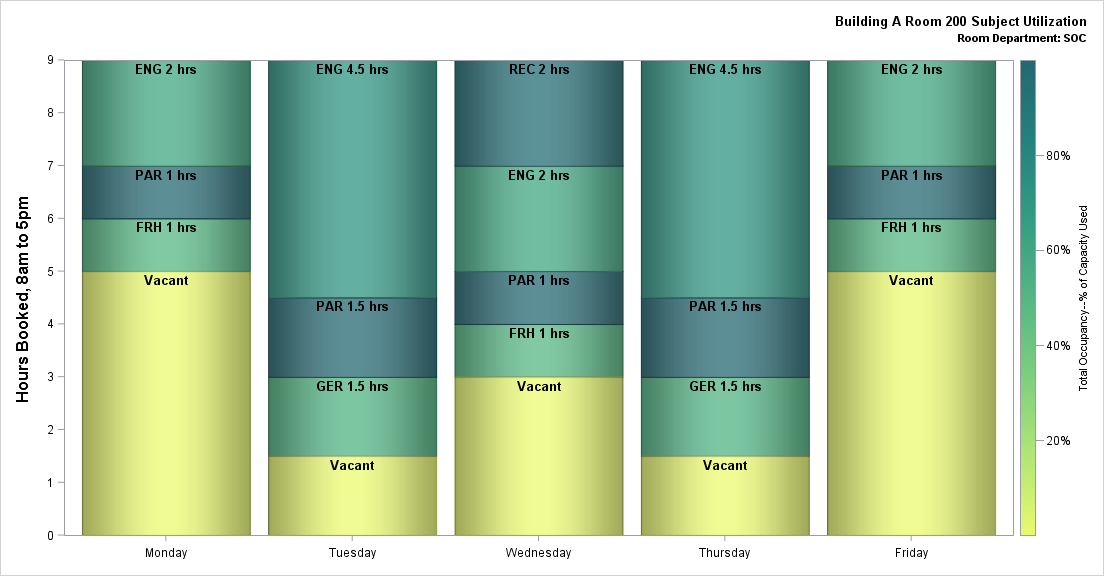 Building A Room 200 Subject Utilization
Room Department: SOC
Hours Booked, 8am to 5pm
9
8
7
6
5
4
3
2
1
0
ENG 2 hrs
PAR 1 hrs
FRH 1 hrs
Vacant
ENG 4.5 hrs
PAR 1.5 hrs
GER 1.5 hrs
Vacant
REC 2 hrs
ENG 2 hrs
PAR 1 hrs
FRH 1 hrs
Vacant
ENG 4.5 hrs
PAR 1.5 hrs
GER 1.5 hrs
Vacant
ENG 2 hrs
PAR 1 hrs
FRH 1 hrs
Vacant
Monday
Tuesday
Wednesday
Thursday
Friday
80%
60%
40%
20%
Total Occupancy--% of Capacity Used